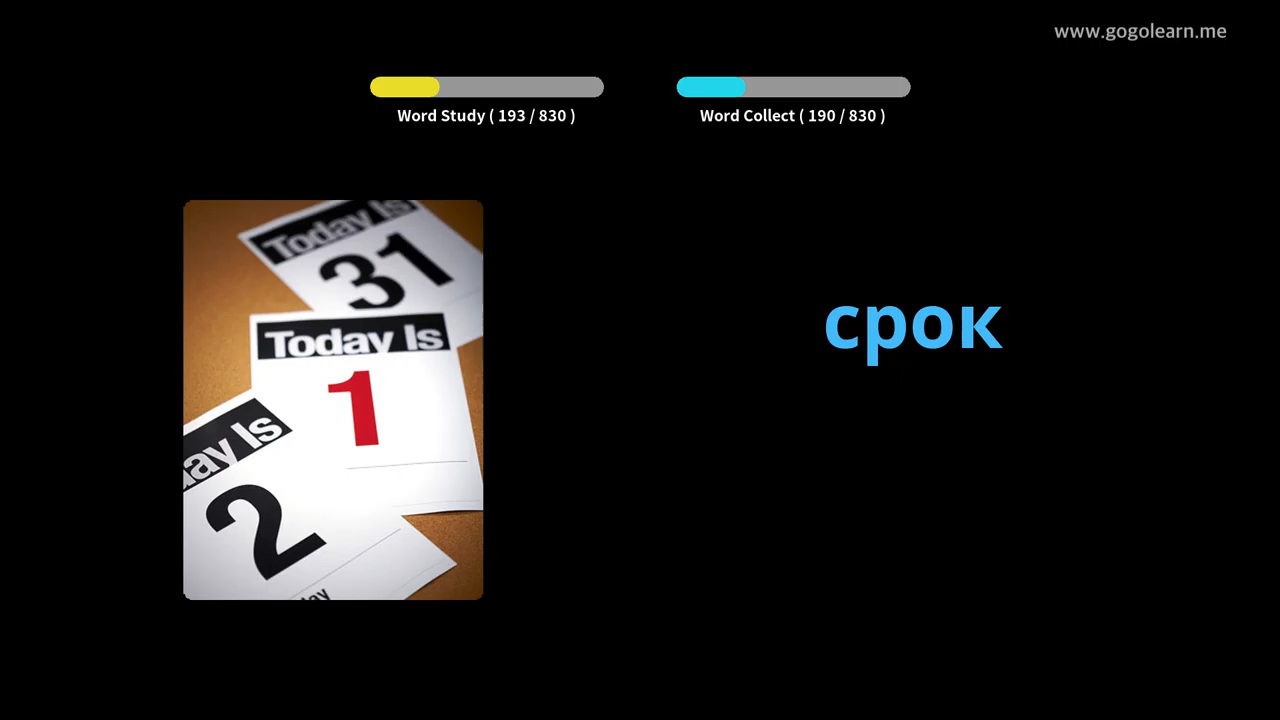 www.gogolearn.me
Word Study ( 193 / 830 )
Word Collect ( 190 / 830 )
Today Is
31
Today Is
1
ay Is
2
срок